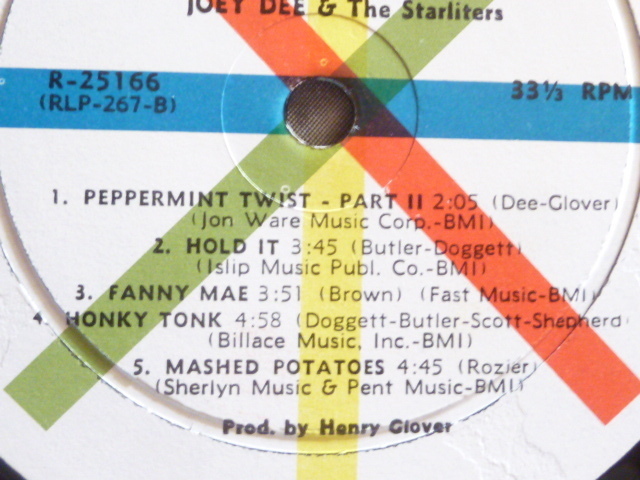 JOEY DEE & The Starliters
R-25166
(RLP-267-B)
33⅓ RPM
1. PEPPERMINT TWIST - PART II 2:05 (Dee-Glover)
(Jon Ware Music Corp.-BMI)
2. HOLD IT 3:45 (Butler-Doggett)
(Islip Music Publ. Co.-BMI)
3. FANNY MAE 3:51 (Brown) (Fast Music-BMI)
4. HONKY TONK 4:58 (Doggett-Butler-Scott-Shepherd)
(Billace Music, Inc.-BMI)
5. MASHED POTATOES 4:45 (Rozier)
(Sherlyn Music & Pent Music-BMI)
Prod. by Henry Glover